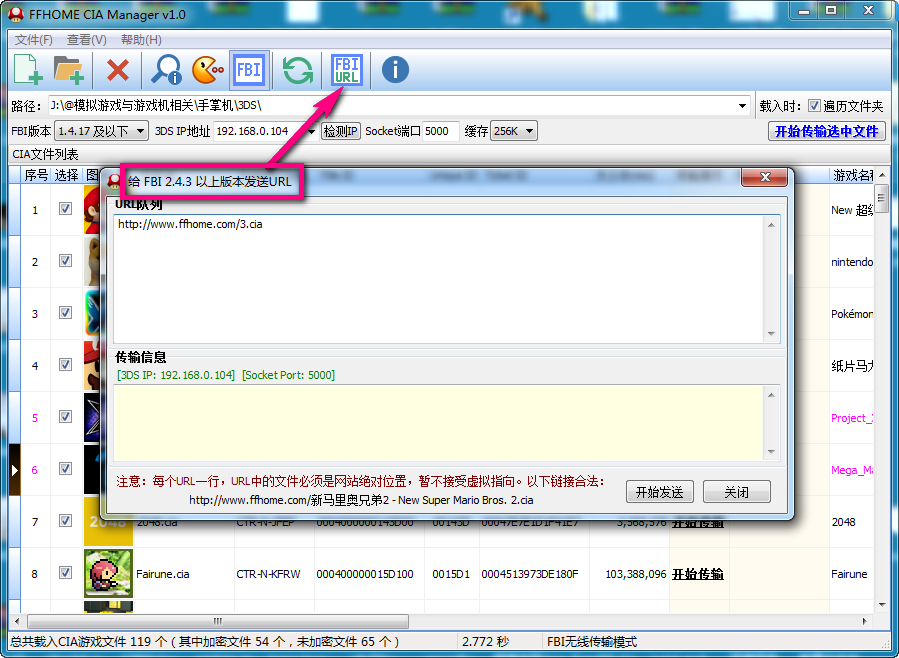 FFHOME CIA Manager v1.0
文件(F) 查看(V) 帮助(H)
FBI FBI URL
路径: J:\@模拟游戏与游戏机相关\手掌机\3DS\ 载入时: 遍历文件夹
FBI版本 1.4.17 及以下 3DS IP地址 192.168.0.104 检测IP Socket端口 5000 缓存 256K 开始传输选中文件
CIA文件列表
序号 选择 图 游戏名称
给 FBI 2.4.3 以上版本发送URL
URL队列
http://www.ffhome.com/3.cia
1 New 超级
2 nintendo
3 Pokémon
传输信息
[3DS IP: 192.168.0.104] [Socket Port: 5000]
4 纸片马
5 Project_
6 Mega_Ma
注意：每个URL一行，URL中的文件必须是网站绝对位置，暂不接受虚拟指向。以下链接合法：
http://www.ffhome.com/新马里奥兄弟2 - New Super Mario Bros. 2.cia
开始发送 关闭
7 2048 2048.cia CTR-N-JFEP 开始传输 2048
8 Fairune.cia CTR-N-KFRW 000400000015D100 0015D1 0004513973DE180F 103,388,096 开始传输 Fairune
总共载入CIA游戏文件 119 个 ( 其中加密文件 54 个，未加密文件 65 个 ) 2.772 秒 FBI无线传输模式